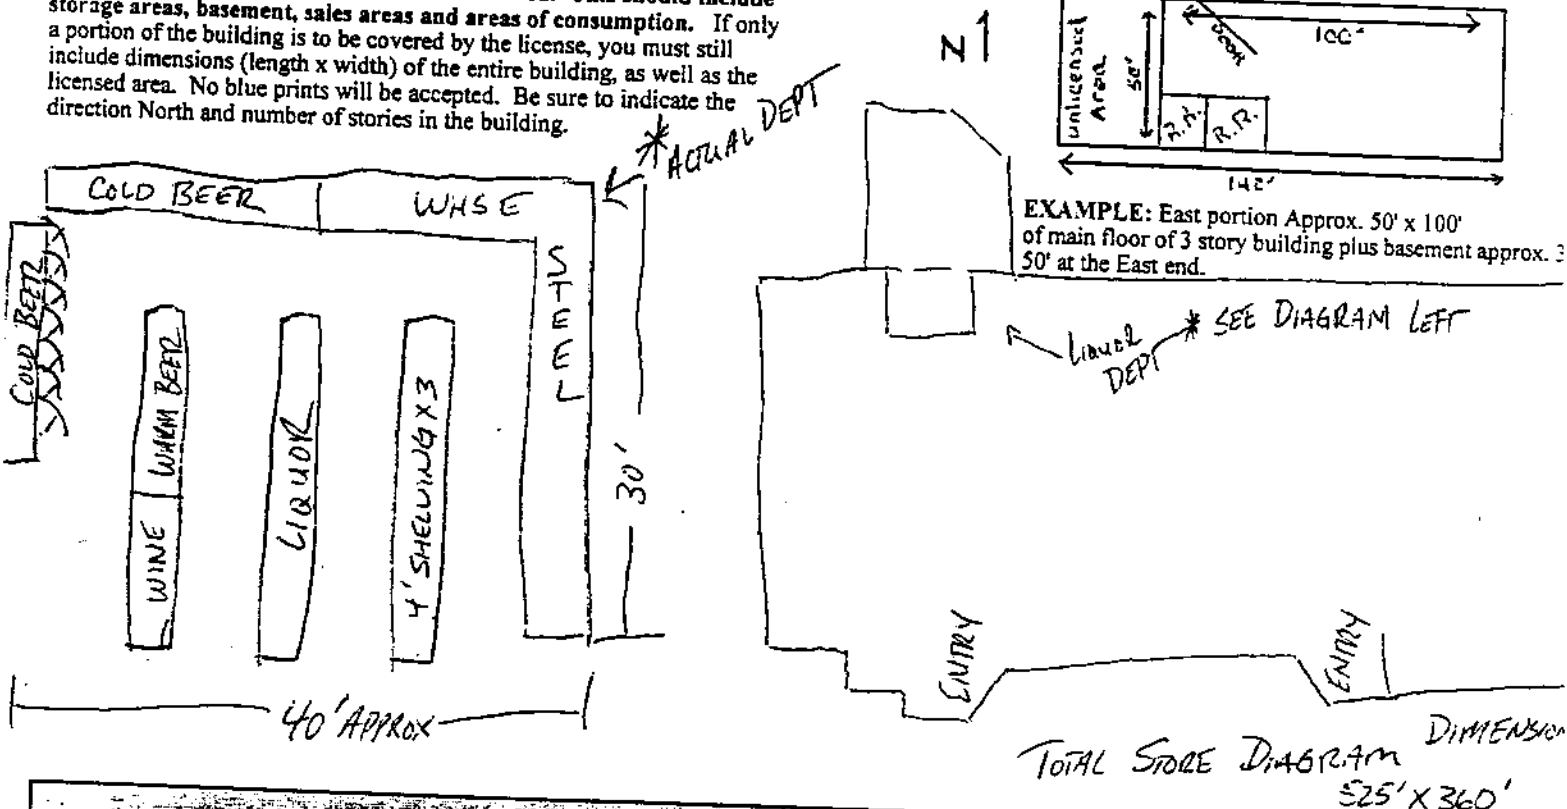 storage areas, basement, sales areas and areas of consumption. If only
a portion of the building is to be covered by the license, you must still
include dimensions (length x width) of the entire building, as well as the
licensed area. No blue prints will be accepted. Be sure to indicate the
direction North and number of stories in the building.
N
unlicensed
Area
50'
DOOR
100'
R.R.
142'
EXAMPLE: East portion Approx. 50' x 100'
of main floor of 3 story building plus basement approx. 3
50' at the East end.
* ACTUAL DEPT
COLD BEER
WHSE
STEEL
COLD BEER
WINE
WARM BEER
LIQUOR
4' SHELVING X 3
30'
40' APPROX
LIQUOR
DEPT
* SEE DIAGRAM LEFT
ENTRY
ENTRY
TOTAL STORE DIAGRAM
525' X 360'